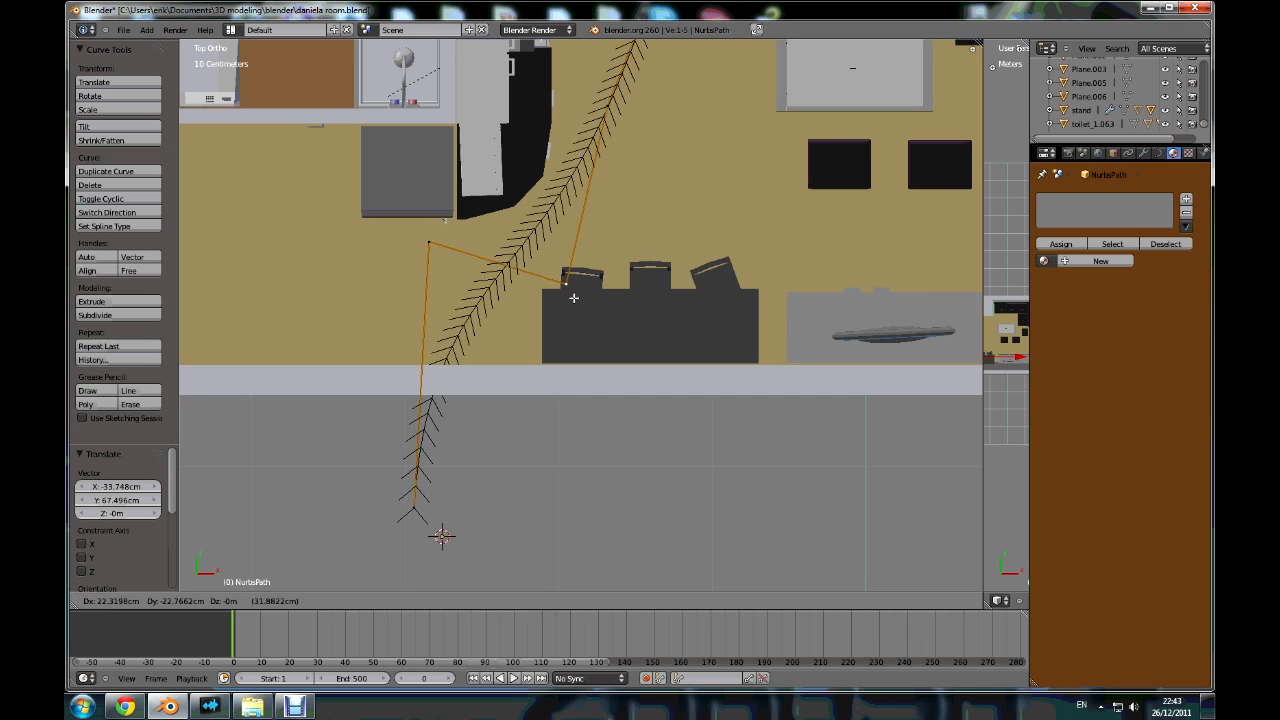 Blender* [C:\Users\erik\Documents\3D modeling\blender\daniela room.blend]
File Add Render Help Default Scene Blender Render blender.org 260 | Ve:1-5 | NurbsPath
Curve Tools
Transform:
Translate
Rotate
Scale
Tilt
Shrink/Fatten
Curve:
Duplicate Curve
Delete
Toggle Cyclic
Switch Direction
Set Spline Type
Handles:
Auto Vector
Align Free
Modeling:
Extrude
Subdivide
Repeat:
Repeat Last
History...
Grease Pencil:
Draw Line
Poly Erase
Use Sketching Sessio
Translate
Vector
X: -33.748cm
Y: 67.496cm
Z: -0m
Constraint Axis
X
Y
Z
Orientation
Top Ortho
10 Centimeters
(0) NurbsPath
Meters
View Search All Scenes
Plane.003
Plane.005
Plane.006
stand
toilet_1.063
NurbsPath
Assign Select Deselect
New
Dx: 22.3198cm Dy: -22.7662cm Dz: -0m (31.8822cm)
-50 -40 -30 -20 -10 0 10 20 30 40 50 60 70 80 90 100 110 120 130 140 150 160 170 180 190 200 210 220 230 240 250 260 270 280
View Frame Playback Start: 1 End: 500 0 No Sync
EN
22:43
26/12/2011